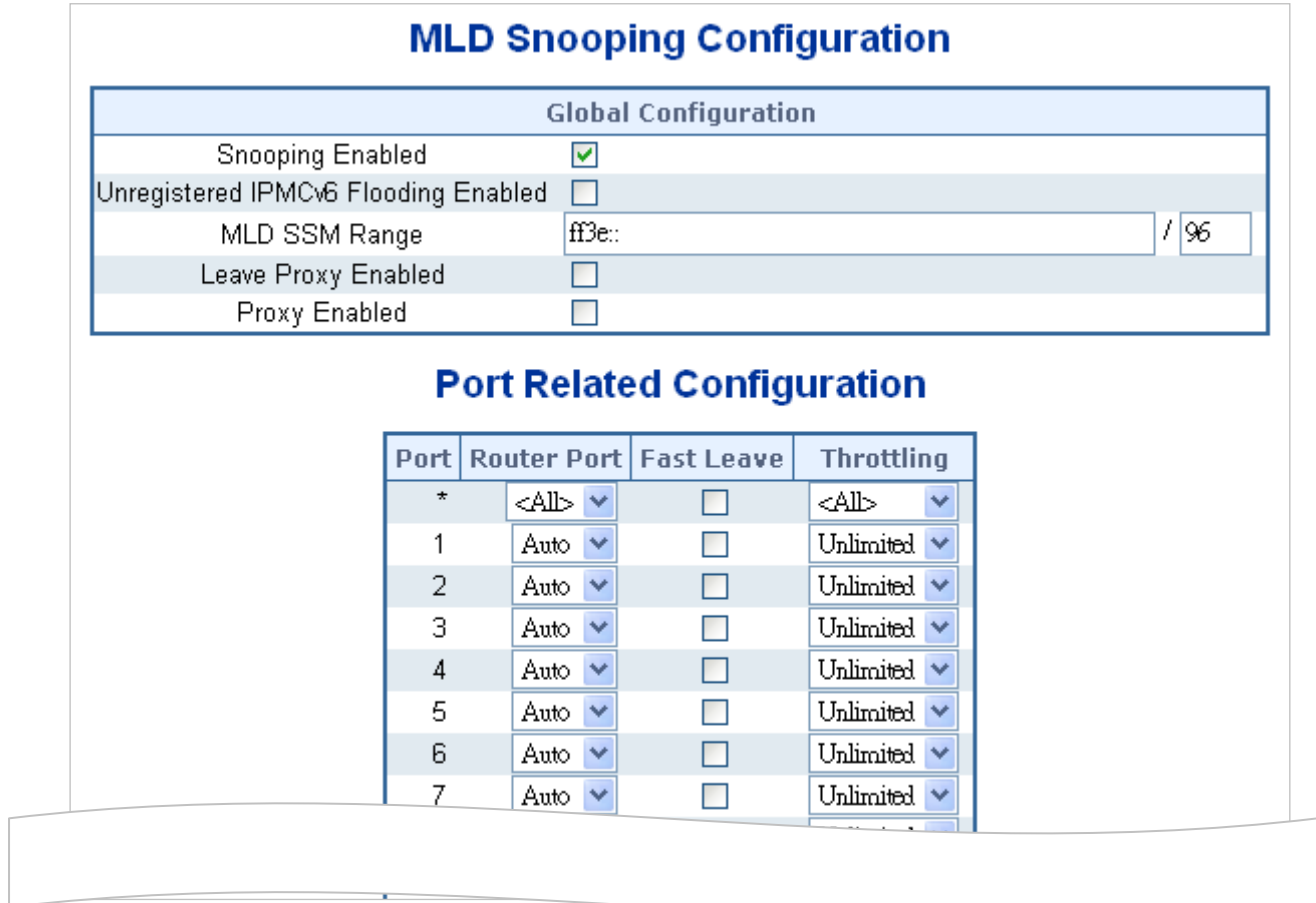 MLD Snooping Configuration
Global Configuration
Snooping Enabled
Unregistered IPMCv6 Flooding Enabled
MLD SSM Range ff3e:: / 96
Leave Proxy Enabled
Proxy Enabled
Port Related Configuration
Port Router Port Fast Leave Throttling
* <All> <All>
1 Auto Unlimited
2 Auto Unlimited
3 Auto Unlimited
4 Auto Unlimited
5 Auto Unlimited
6 Auto Unlimited
7 Auto Unlimited